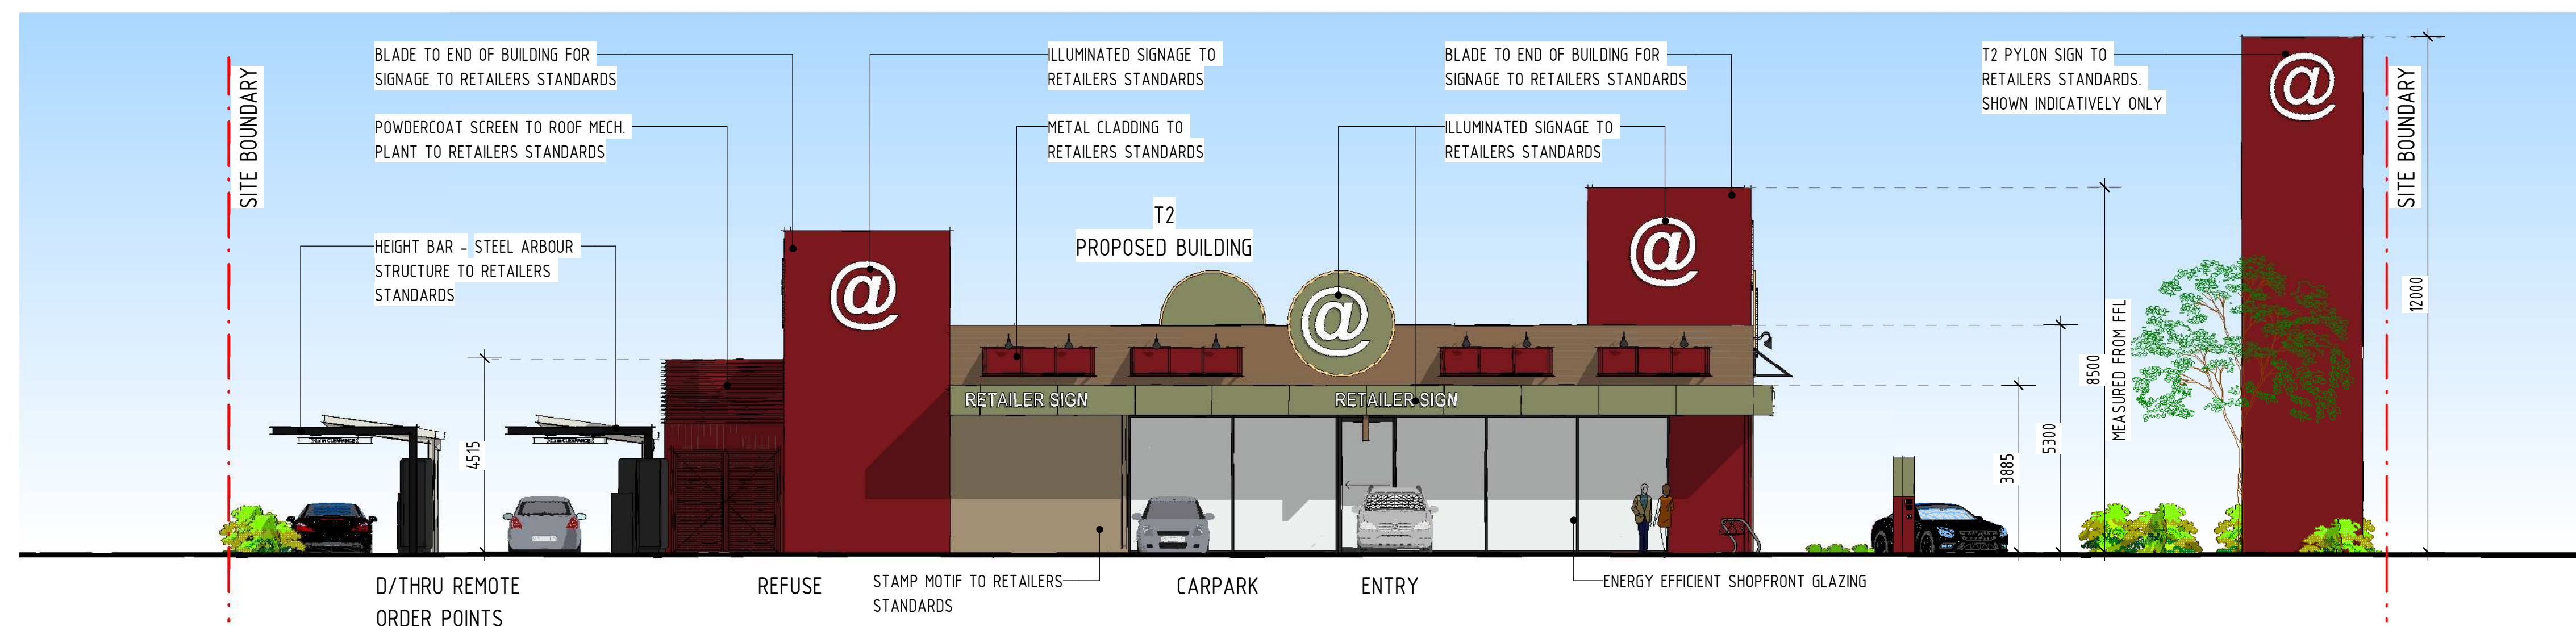 BLADE TO END OF BUILDING FOR
SIGNAGE TO RETAILERS STANDARDS
ILLUMINATED SIGNAGE TO
RETAILERS STANDARDS
BLADE TO END OF BUILDING FOR
SIGNAGE TO RETAILERS STANDARDS
T2 PYLON SIGN TO
RETAILERS STANDARDS.
SHOWN INDICATIVELY ONLY
@
SITE BOUNDARY
SITE BOUNDARY
POWDERCOAT SCREEN TO ROOF MECH.
PLANT TO RETAILERS STANDARDS
METAL CLADDING TO
RETAILERS STANDARDS
ILLUMINATED SIGNAGE TO
RETAILERS STANDARDS
T2
PROPOSED BUILDING
HEIGHT BAR - STEEL ARBOUR
STRUCTURE TO RETAILERS
STANDARDS
@
@
@
12000
8500
MEASURED FROM FFL
5300
3885
4515
RETAILER SIGN
RETAILER SIGN
D/THRU REMOTE
ORDER POINTS
REFUSE
STAMP MOTIF TO RETAILERS
STANDARDS
CARPARK
ENTRY
ENERGY EFFICIENT SHOPFRONT GLAZING